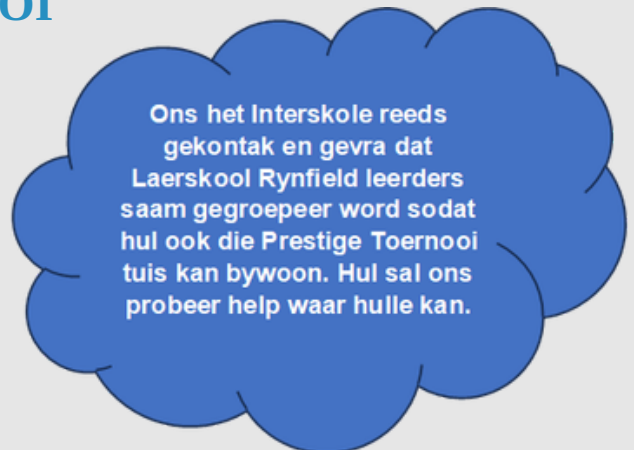 Ons het Interskole reeds
gekontak en gevra dat
Laerskool Rynfield leerders
saam gegroepeer word sodat
hul ook die Prestige Toernooi
tuis kan bywoon. Hul sal ons
probeer help waar hulle kan.